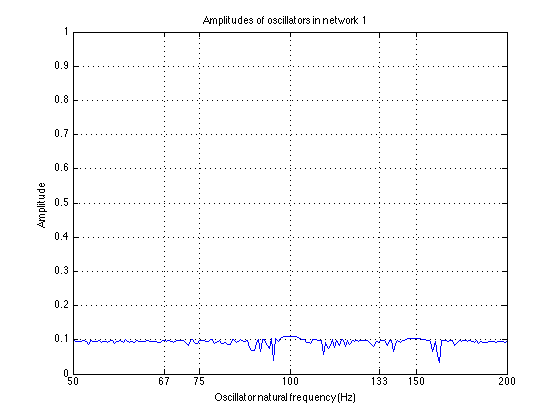 Amplitudes of oscillators in network 1
1
0.9
0.8
0.7
0.6
0.5
0.4
0.3
0.2
0.1
0
Amplitude
50 67 75 100 133 150 200
Oscillator natural frequency (Hz)